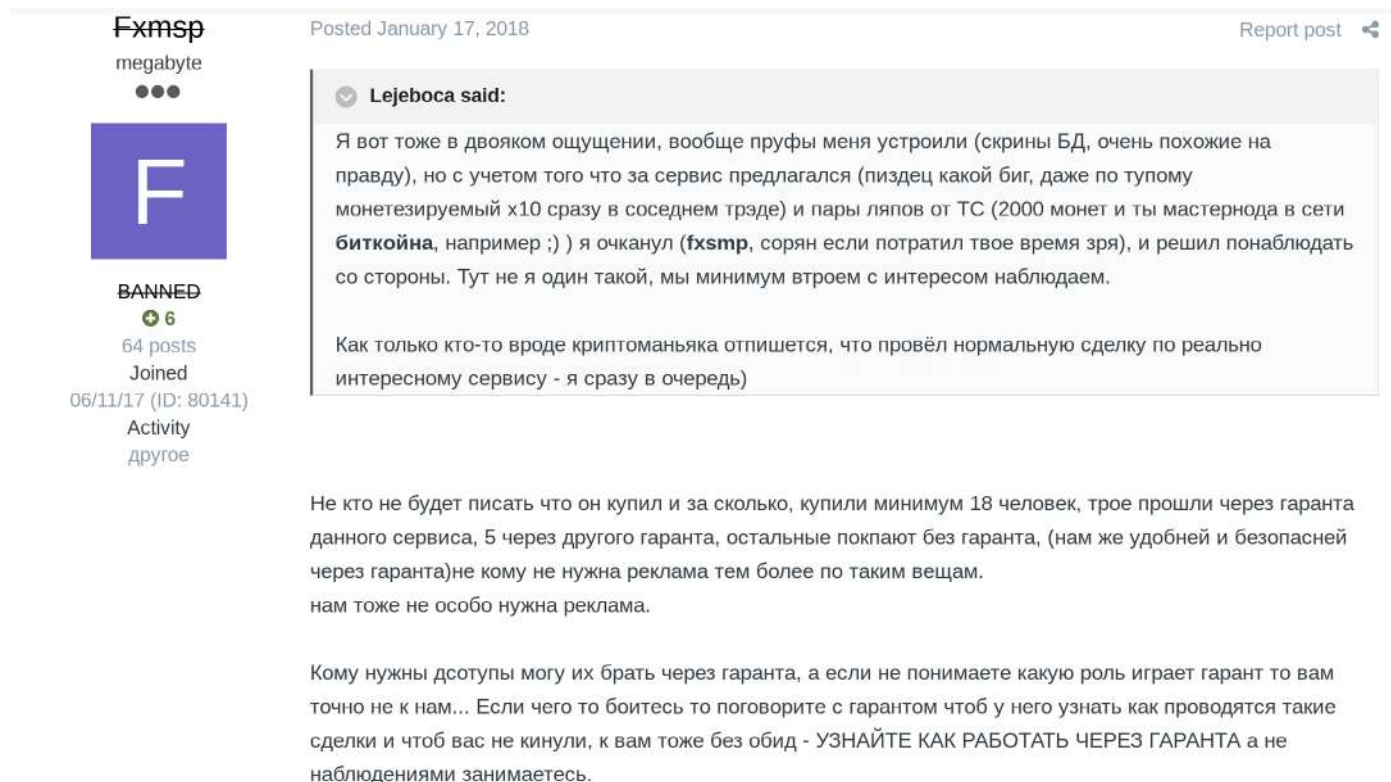 Fxmsp
megabyte
F
BANNED
6
64 posts
Joined
06/11/17 (ID: 80141)
Activity
другое
Posted January 17, 2018
Report post
Lejeboca said:
Я вот тоже в двояком ощущении, вообще пруфы меня устроили (скрины БД, очень похожие на
правду), но с учетом того что за сервис предлагался (пиздец какой биг, даже по тупому
монетезируемый х10 сразу в соседнем трэде) и пары ляпов от ТС (2000 монет и ты мастернода в сети
биткойна, например ;) ) я очканул (fxsmp, сорян если потратил твое время зря), и решил понаблюдать
со стороны. Тут не я один такой, мы минимум втроем с интересом наблюдаем.
Как только кто-то вроде криптоманьяка отпишется, что провёл нормальную сделку по реально
интересному сервису - я сразу в очередь)
Не кто не будет писать что он купил и за сколько, купили минимум 18 человек, трое прошли через гаранта
данного сервиса, 5 через другого гаранта, остальные покпают без гаранта, (нам же удобней и безопасней
через гаранта)не кому не нужна реклама тем более по таким вещам.
нам тоже не особо нужна реклама.
Кому нужны дсотупы могу их брать через гаранта, а если не понимаете какую роль играет гарант то вам
точно не к нам... Если чего то боитесь то поговорите с гарантом чтоб у него узнать как проводятся такие
сделки и чтоб вас не кинули, к вам тоже без обид - УЗНАЙТЕ КАК РАБОТАТЬ ЧЕРЕЗ ГАРАНТА а не
наблюдениями занимаетесь.